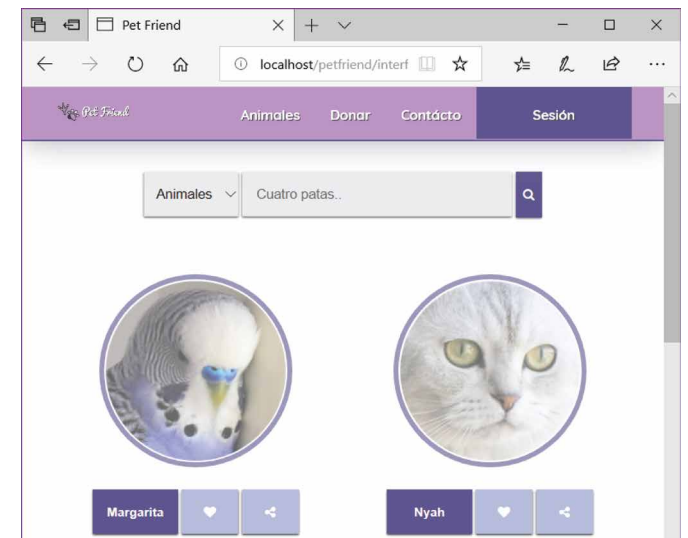 Pet Friend
localhost/petfriend/interf
Pet Friend
Animales Donar Contácto Sesión
Animales Cuatro patas..
Margarita Nyah